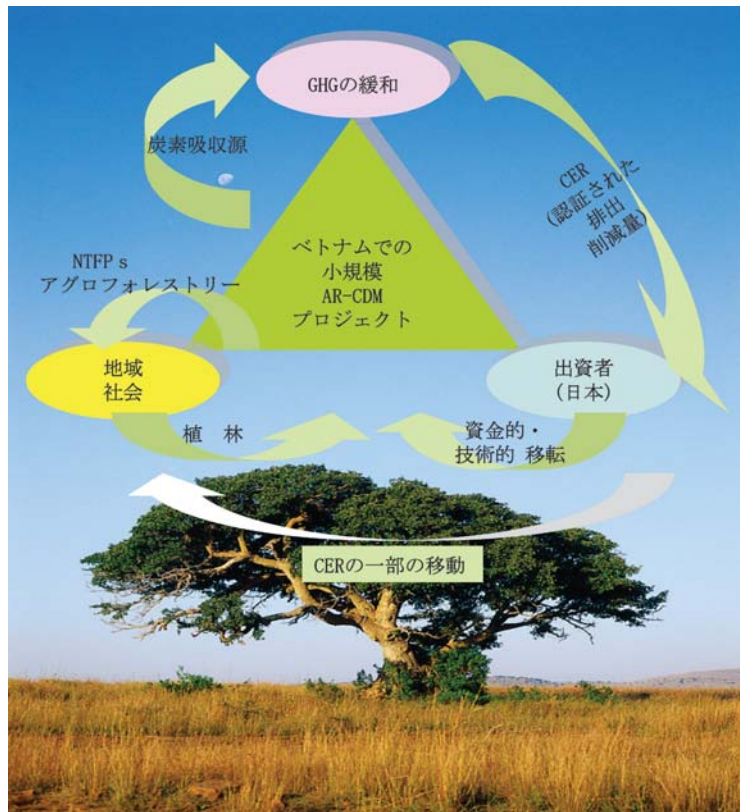 GHGの緩和
炭素吸収源
CER
(認証された
排出
削減量)
ベトナムでの
小規模
AR-CDM
プロジェクト
NTFPs
アグロフォレストリー
地域
社会
出資者
(日本)
植 林
資金的・
技術的 移転
CERの一部の移動